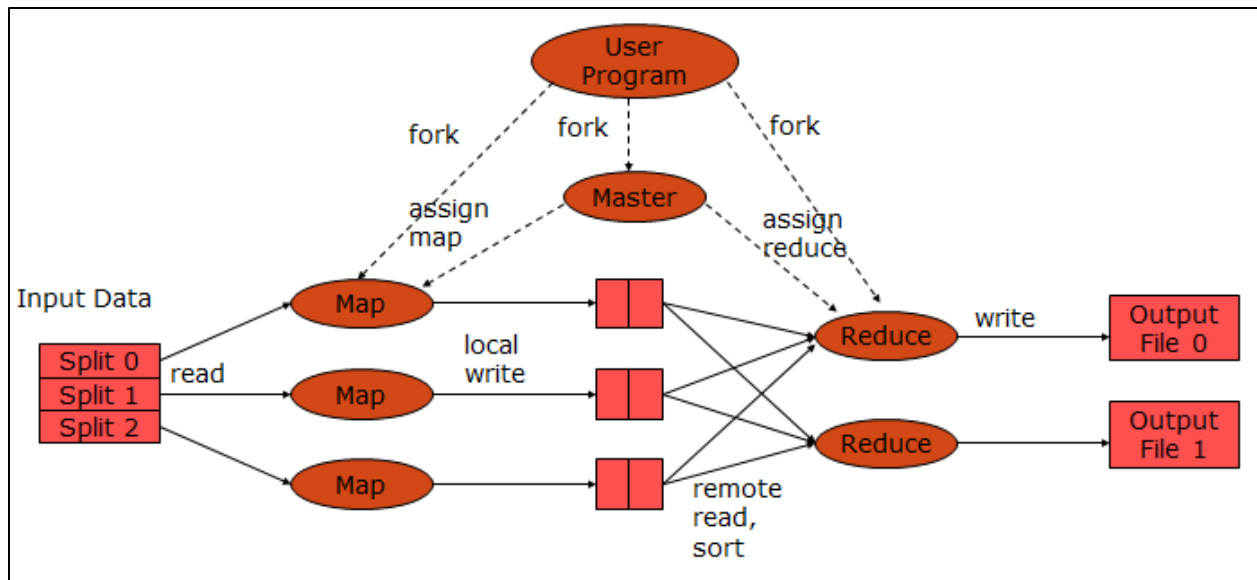 User
Program
fork
fork
fork
Master
assign
map
assign
reduce
Input Data
Split 0
Split 1
Split 2
read
Map
Map
Map
local
write
remote
read,
sort
Reduce
Reduce
write
Output
File 0
Output
File 1